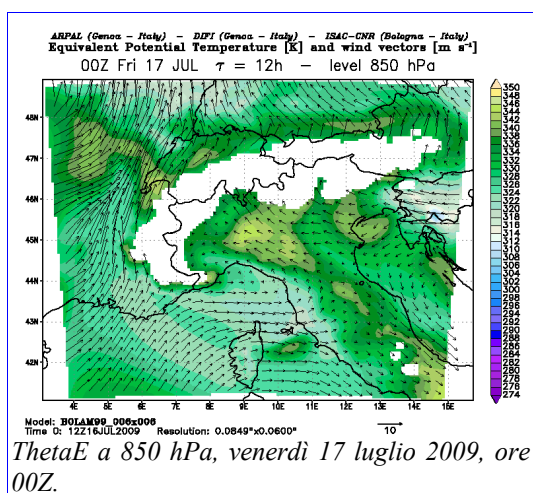 ARPAL (Genoa - Italy) - DIFI (Genoa - Italy) - ISAC-CNR (Bologna - Italy)
Equivalent Potential Temperature [K] and wind vectors [m s⁻¹]
00Z Fri 17 JUL τ = 12h - level 850 hPa
48N
47N
46N
45N
44N
43N
42N
4E 5E 6E 7E 8E 9E 10E 11E 12E 13E 14E 15E
350
348
346
344
342
340
338
336
334
332
330
328
326
324
322
320
318
316
314
312
310
308
306
304
302
300
298
296
294
292
290
288
286
284
282
280
278
276
274
Model: BOLAM99_006x006
Time 0: 12Z16JUL2009 Resolution: 0.0849°x0.0600°
10
ThetaE a 850 hPa, venerdì 17 luglio 2009, ore
00Z.